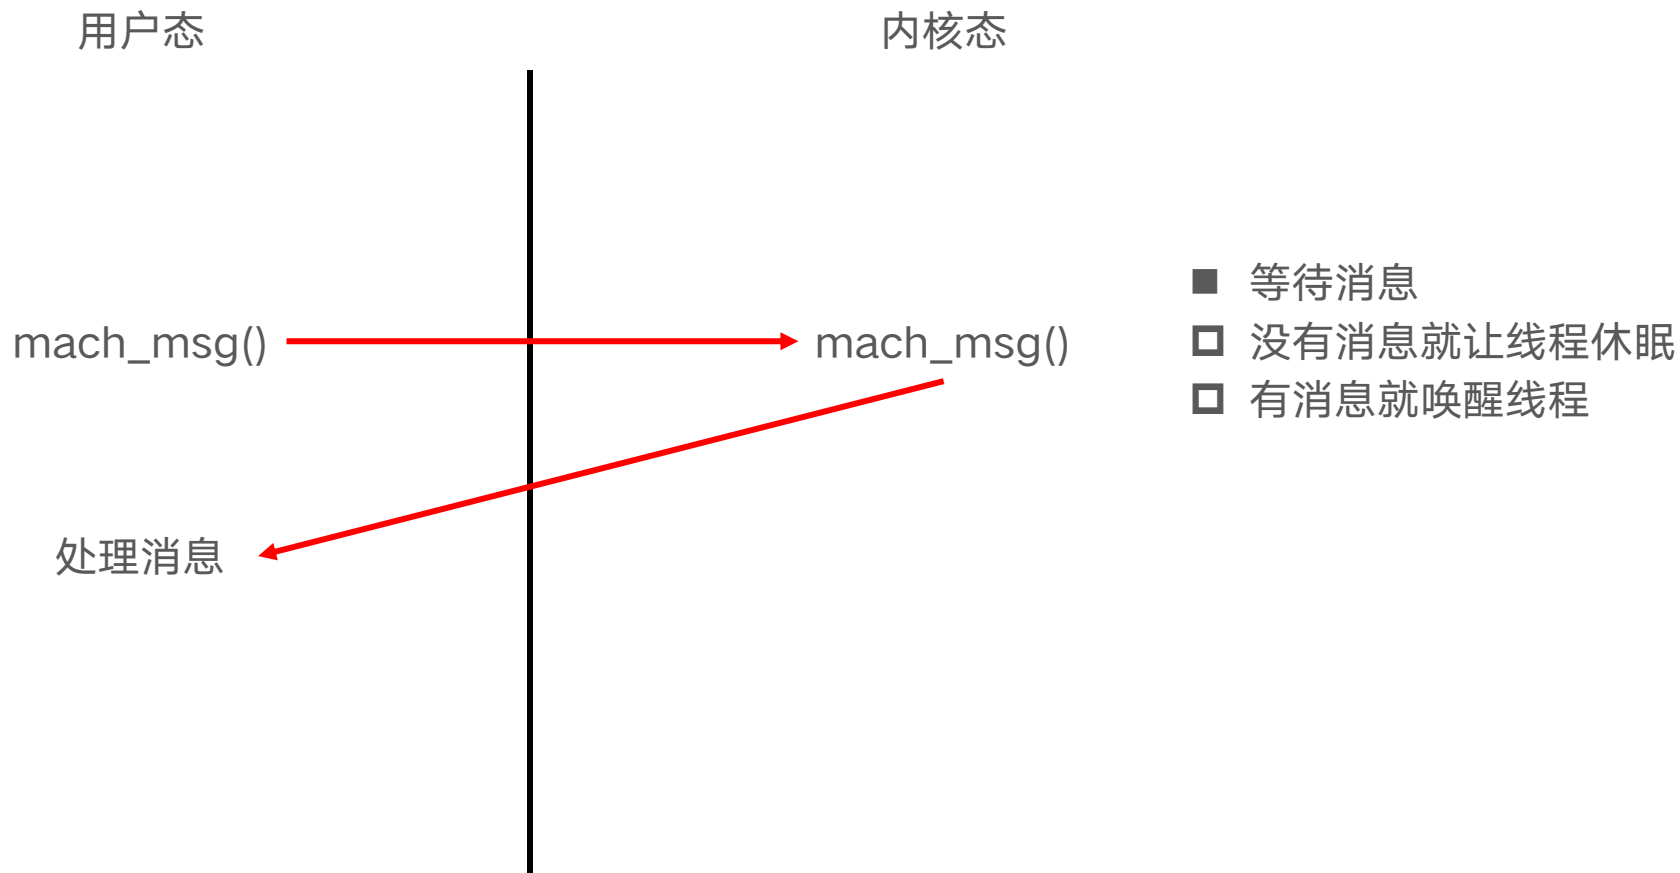 用户态
内核态
mach_msg()
mach_msg()
■ 等待消息
□ 没有消息就让线程休眠
□ 有消息就唤醒线程
处理消息